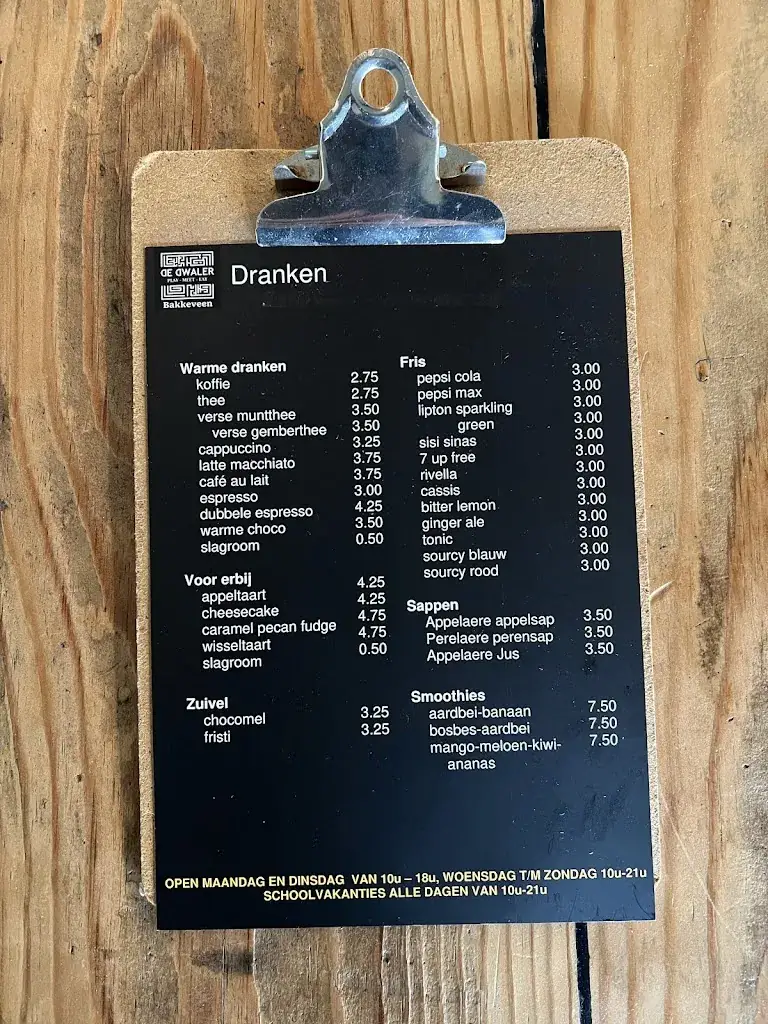 DE DWALER
PLAY - MEET - EAT
Bakkeveen
Dranken
Warme dranken
koffie 2.75
thee 2.75
verse muntthee 3.50
verse gemberthee 3.50
cappuccino 3.25
latte macchiato 3.75
café au lait 3.75
espresso 3.00
dubbele espresso 4.25
warme choco 3.50
slagroom 0.50
Voor erbij
appeltaart 4.25
cheesecake 4.25
caramel pecan fudge 4.75
wisseltaart 4.75
slagroom 0.50
Zuivel
chocomel 3.25
fristi 3.25
Fris
pepsi cola 3.00
pepsi max 3.00
lipton sparkling 3.00
green 3.00
sisi sinas 3.00
7 up free 3.00
rivella 3.00
cassis 3.00
bitter lemon 3.00
ginger ale 3.00
tonic 3.00
sourcy blauw 3.00
sourcy rood 3.00
Sappen
Appelaere appelsap 3.50
Perelaere perensap 3.50
Appelaere Jus 3.50
Smoothies
aardbei-banaan 7.50
bosbes-aardbei 7.50
mango-meloen-kiwi- 7.50
ananas
OPEN MAANDAG EN DINSDAG VAN 10u – 18u, WOENSDAG T/M ZONDAG 10u-21u
SCHOOLVAKANTIES ALLE DAGEN VAN 10u-21u